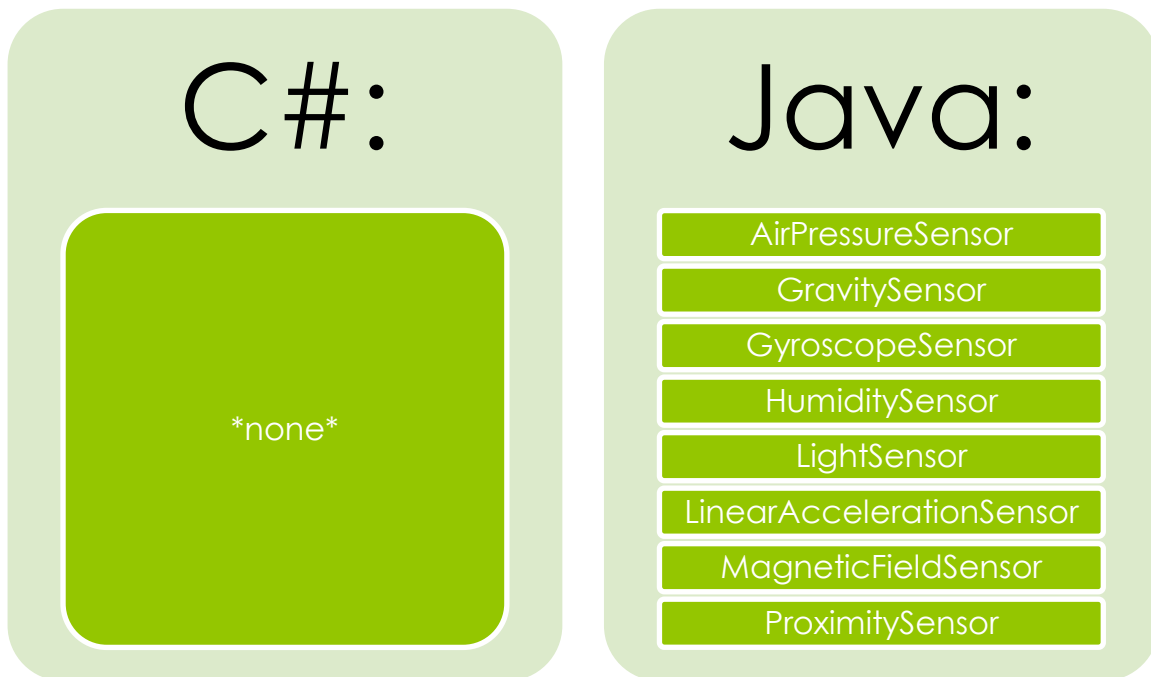 C#:
*none*
Java:
AirPressureSensor
GravitySensor
GyroscopeSensor
HumiditySensor
LightSensor
LinearAccelerationSensor
MagneticFieldSensor
ProximitySensor